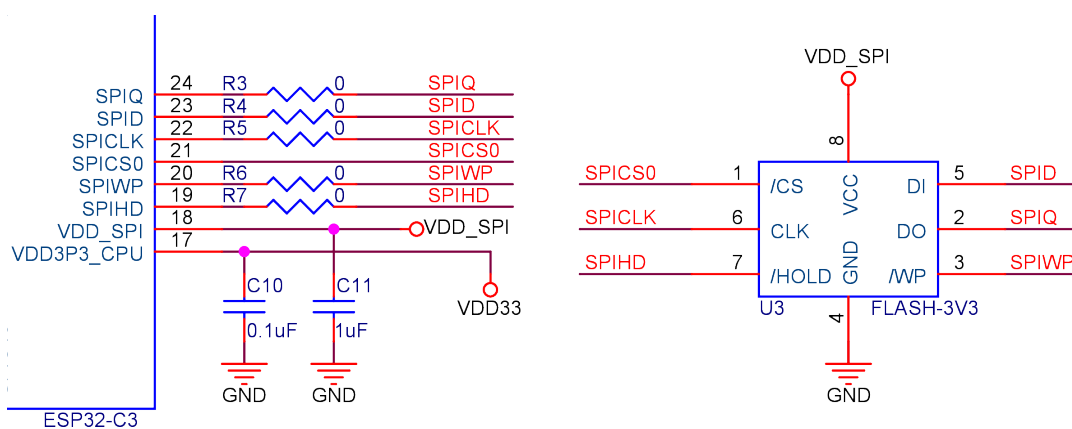 VDD_SPI
SPIQ 24 R3 0 SPIQ
SPID 23 R4 0 SPID
SPICLK 22 R5 0 SPICLK
SPICS0 21 SPICS0
SPIWP 20 R6 0 SPIWP
SPIHD 19 R7 0 SPIHD
VDD_SPI 18 VDD_SPI
VDD3P3_CPU 17
C10 C11
VDD33
0.1uF 1uF
GND GND
ESP32-C3
8
SPICS0 1 /CS VCC DI 5 SPID
SPICLK 6 CLK DO 2 SPIQ
SPIHD 7 /HOLD GND /WP 3 SPIWP
U3 4 FLASH-3V3
GND